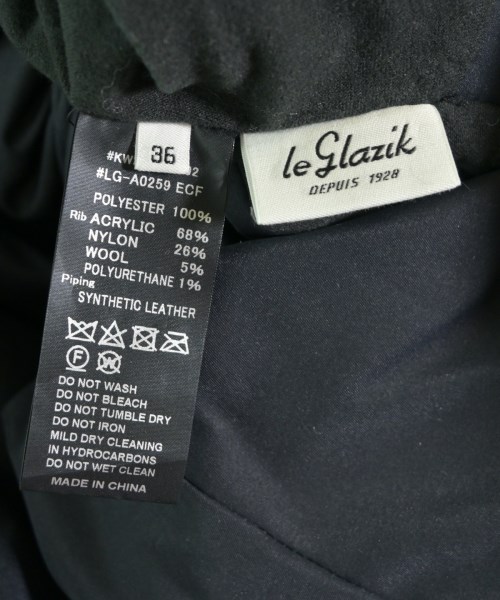 36
#LG-A0259 ECF
POLYESTER 100%
Rib ACRYLIC 68%
NYLON 26%
WOOL 5%
POLYURETHANE 1%
Piping
SYNTHETIC LEATHER
F
W
DO NOT WASH
DO NOT BLEACH
DO NOT TUMBLE DRY
DO NOT IRON
MILD DRY CLEANING
IN HYDROCARBONS
DO NOT WET CLEAN
MADE IN CHINA
le Glazik
DEPUIS 1928